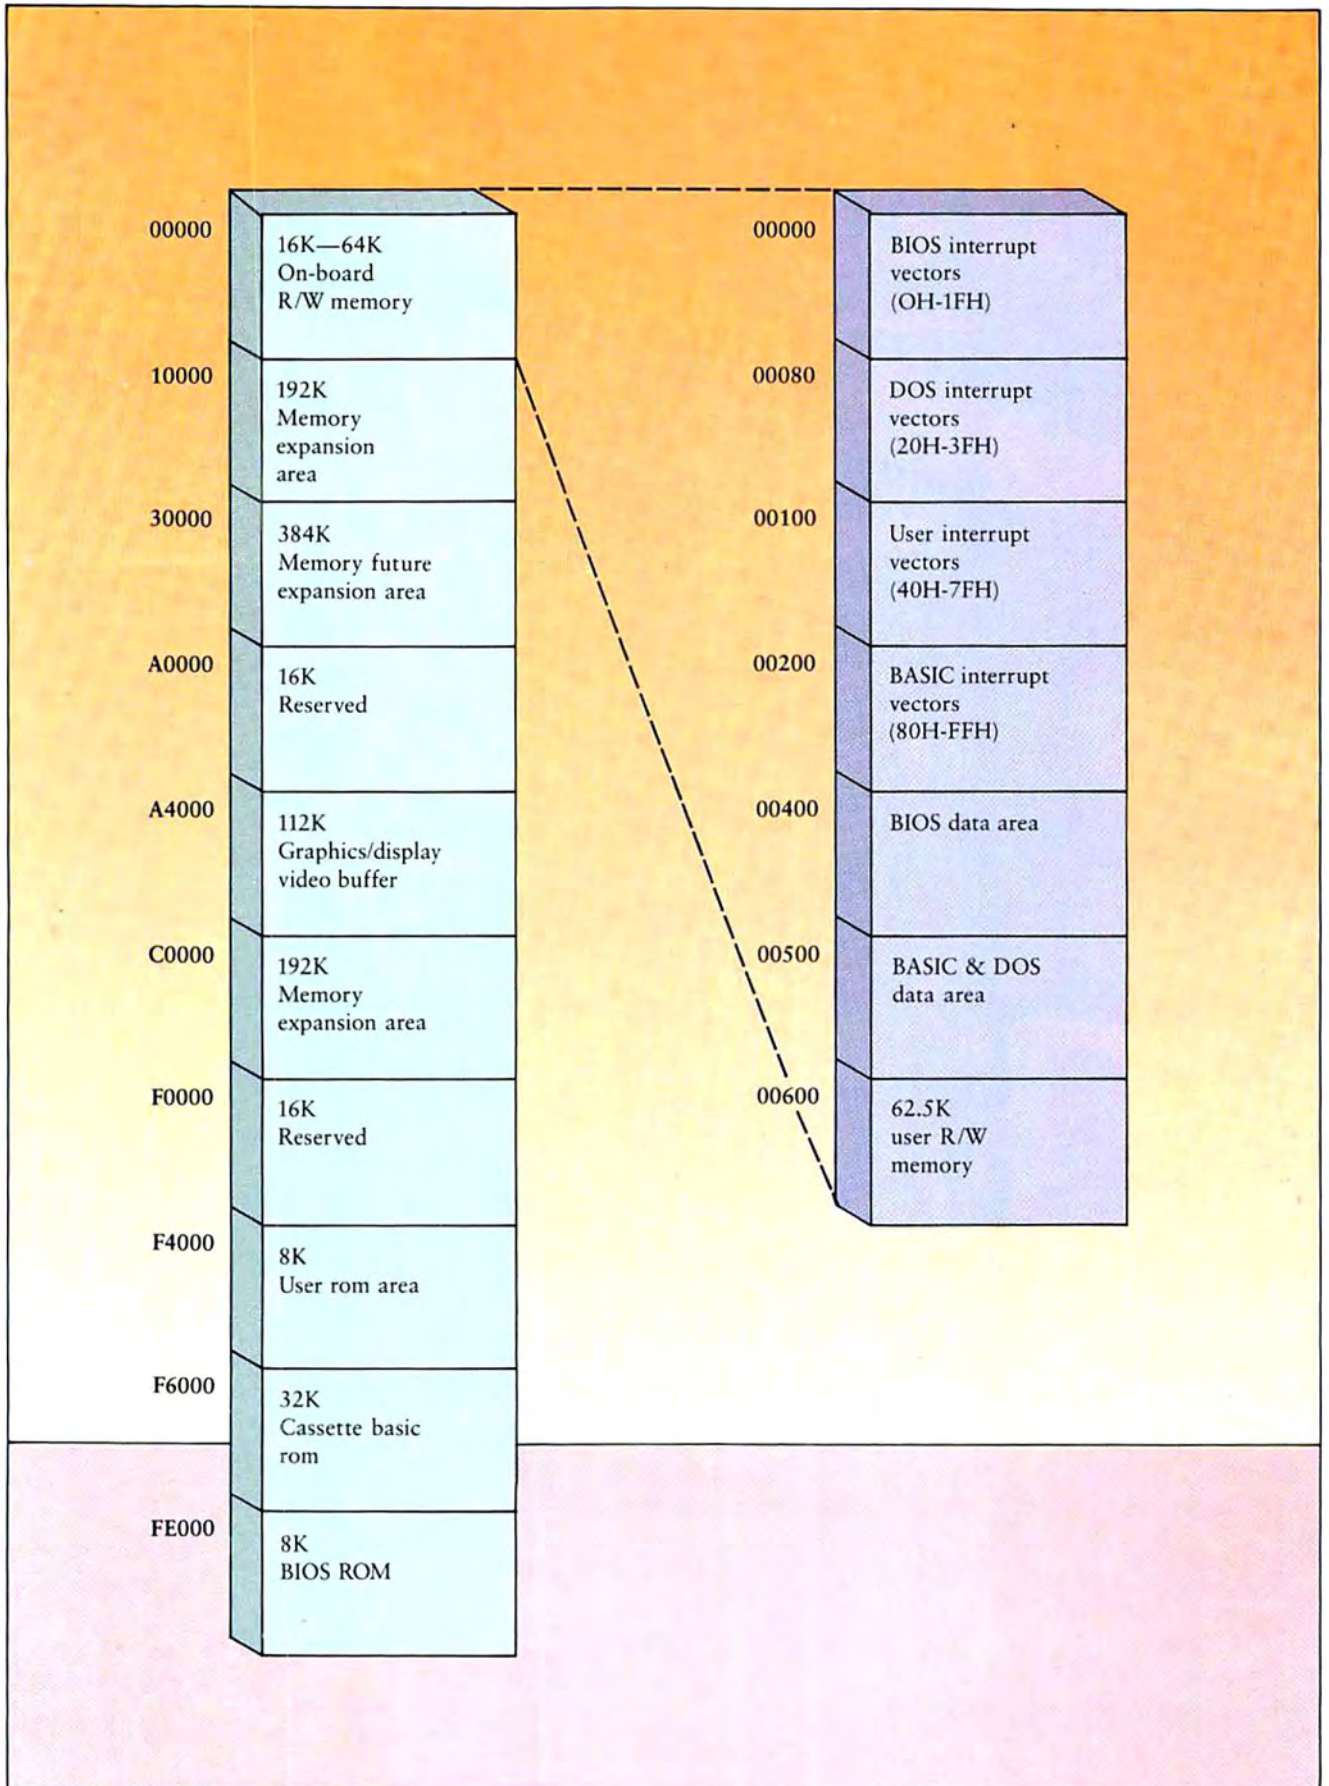 00000
16K—64K
On-board
R/W memory
10000
192K
Memory
expansion
area
30000
384K
Memory future
expansion area
A0000
16K
Reserved
A4000
112K
Graphics/display
video buffer
C0000
192K
Memory
expansion area
F0000
16K
Reserved
F4000
8K
User rom area
F6000
32K
Cassette basic
rom
FE000
8K
BIOS ROM
00000
BIOS interrupt
vectors
(OH-1FH)
00080
DOS interrupt
vectors
(20H-3FH)
00100
User interrupt
vectors
(40H-7FH)
00200
BASIC interrupt
vectors
(80H-FFH)
00400
BIOS data area
00500
BASIC & DOS
data area
00600
62.5K
user R/W
memory